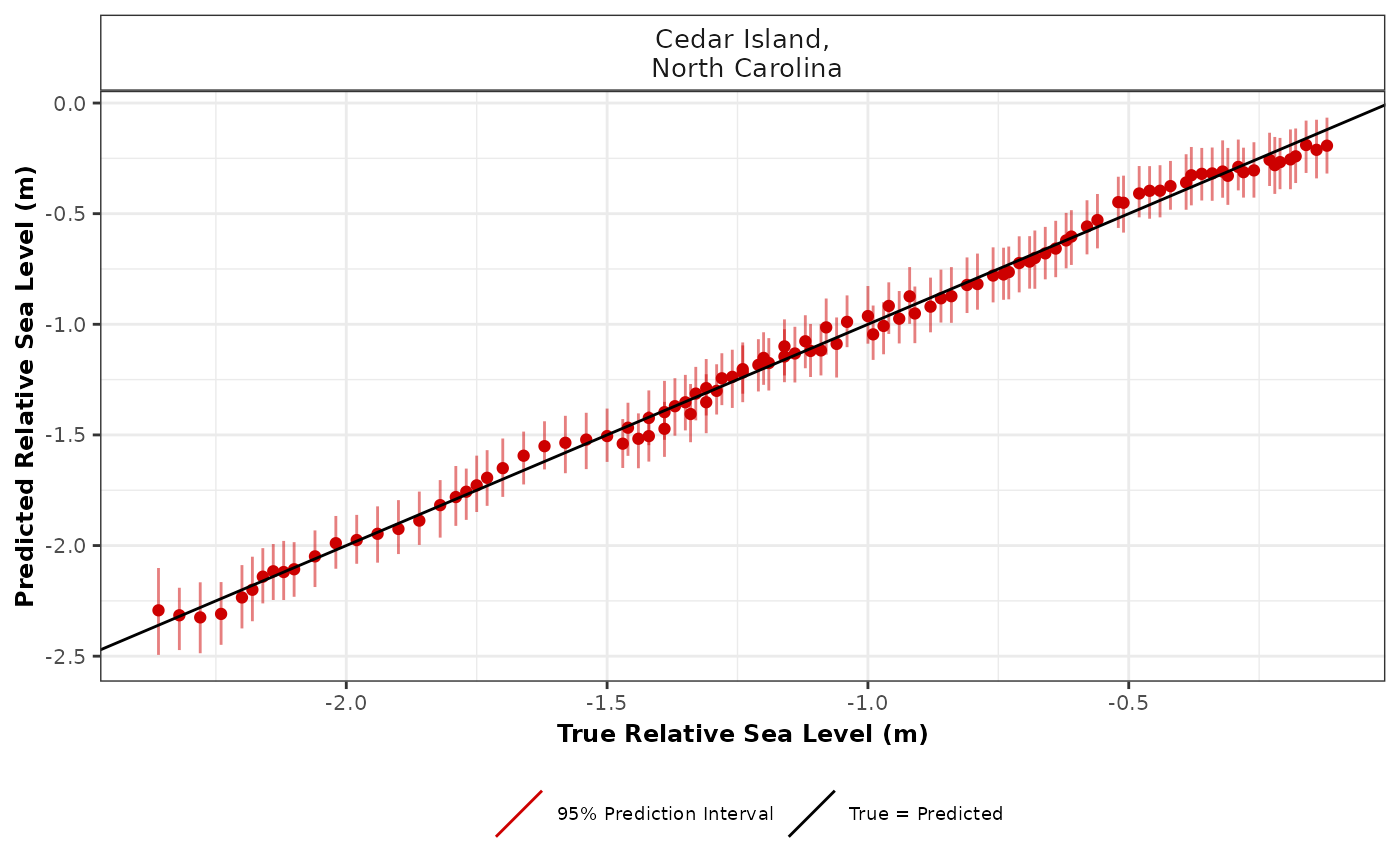 Cedar Island,
North Carolina
Predicted Relative Sea Level (m)
0.0
-0.5
-1.0
-1.5
-2.0
-2.5
-2.0 -1.5 -1.0 -0.5
True Relative Sea Level (m)
95% Prediction Interval True = Predicted